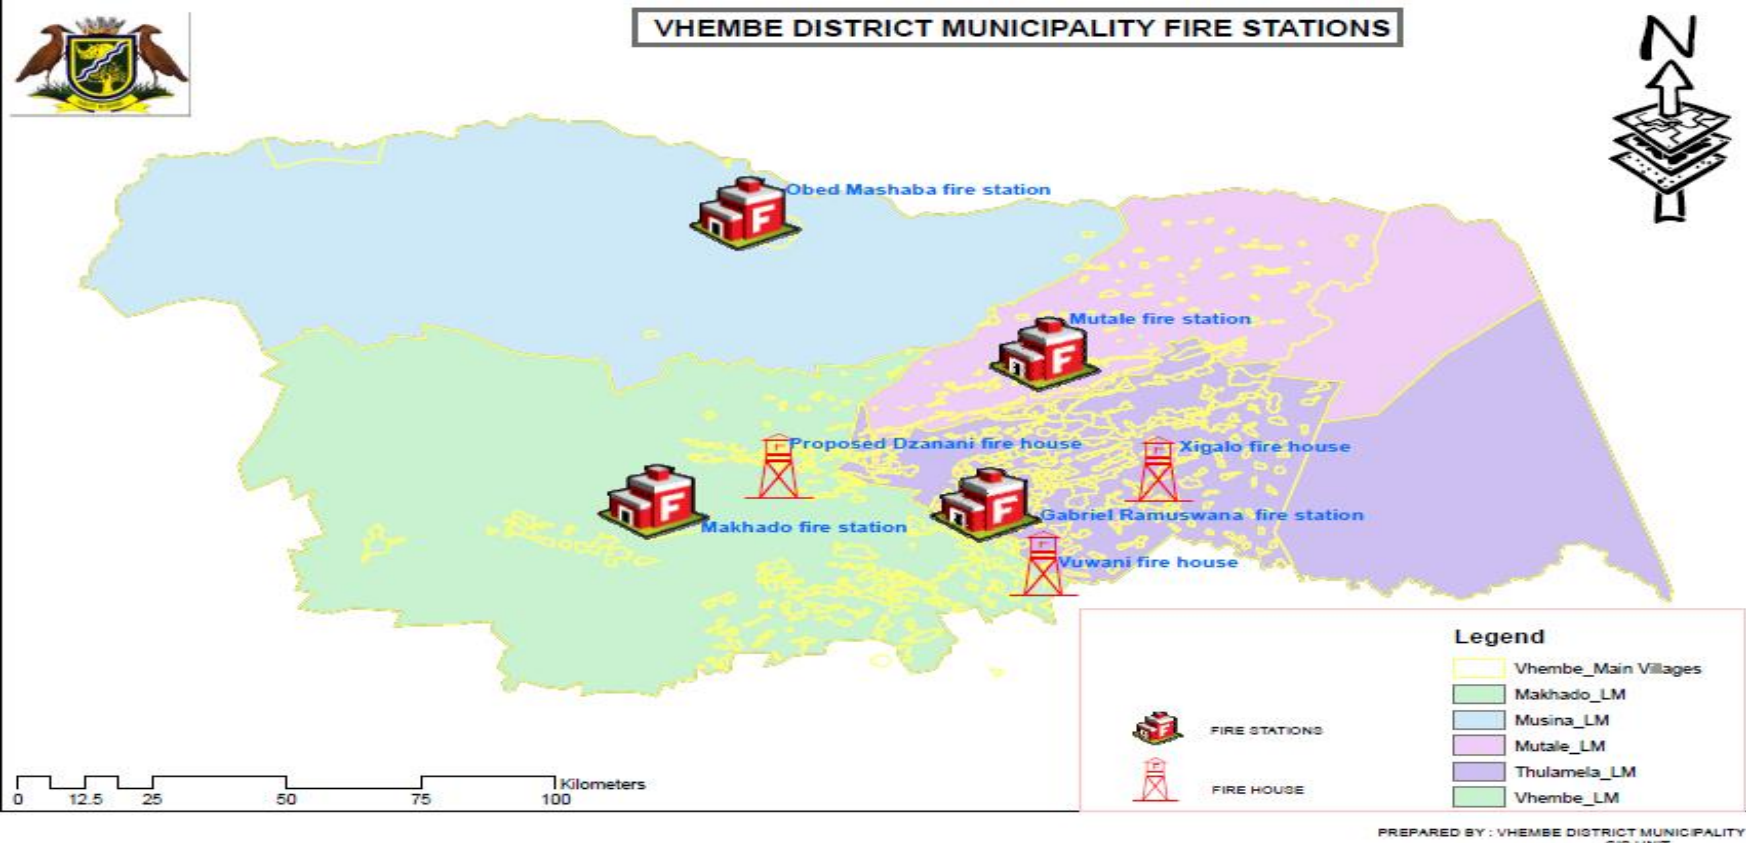 VHEMBE DISTRICT MUNICIPALITY FIRE STATIONS
N
Obed Mashaba fire station
Mutale fire station
Proposed Dzanani fire house
Xigalo fire house
Makhado fire station
Gabriel Ramuswana fire station
Vuwani fire house
F
F
F
F
F
F
F
Legend
Vhembe_Main Villages
Makhado_LM
Musina_LM
Mutale_LM
Thulamela_LM
Vhembe_LM
FIRE STATIONS
FIRE HOUSE
Kilometers
0 12.5 25 50 75 100
PREPARED BY : VHEMBE DISTRICT MUNICIPALITY